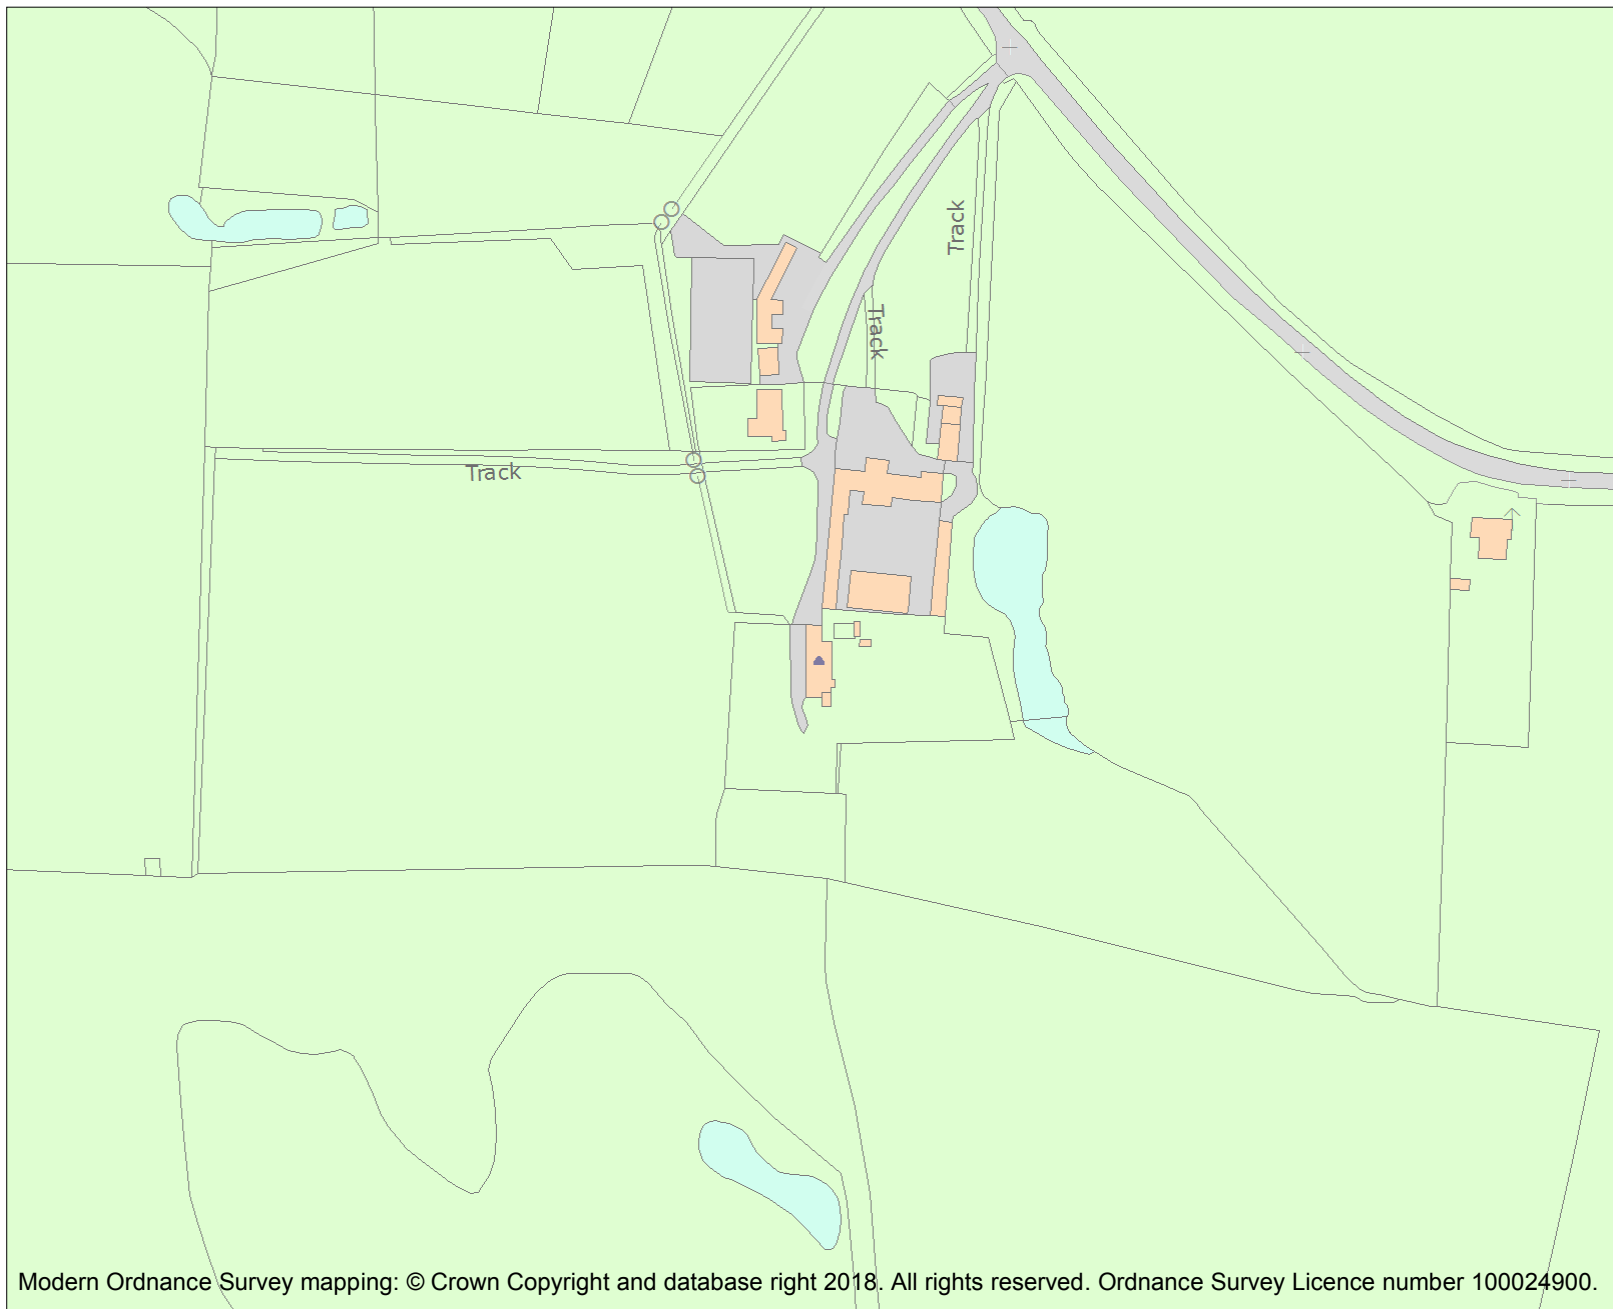 Track
Track
Track
Modern Ordnance Survey mapping: © Crown Copyright and database right 2018. All rights reserved. Ordnance Survey Licence number 100024900.